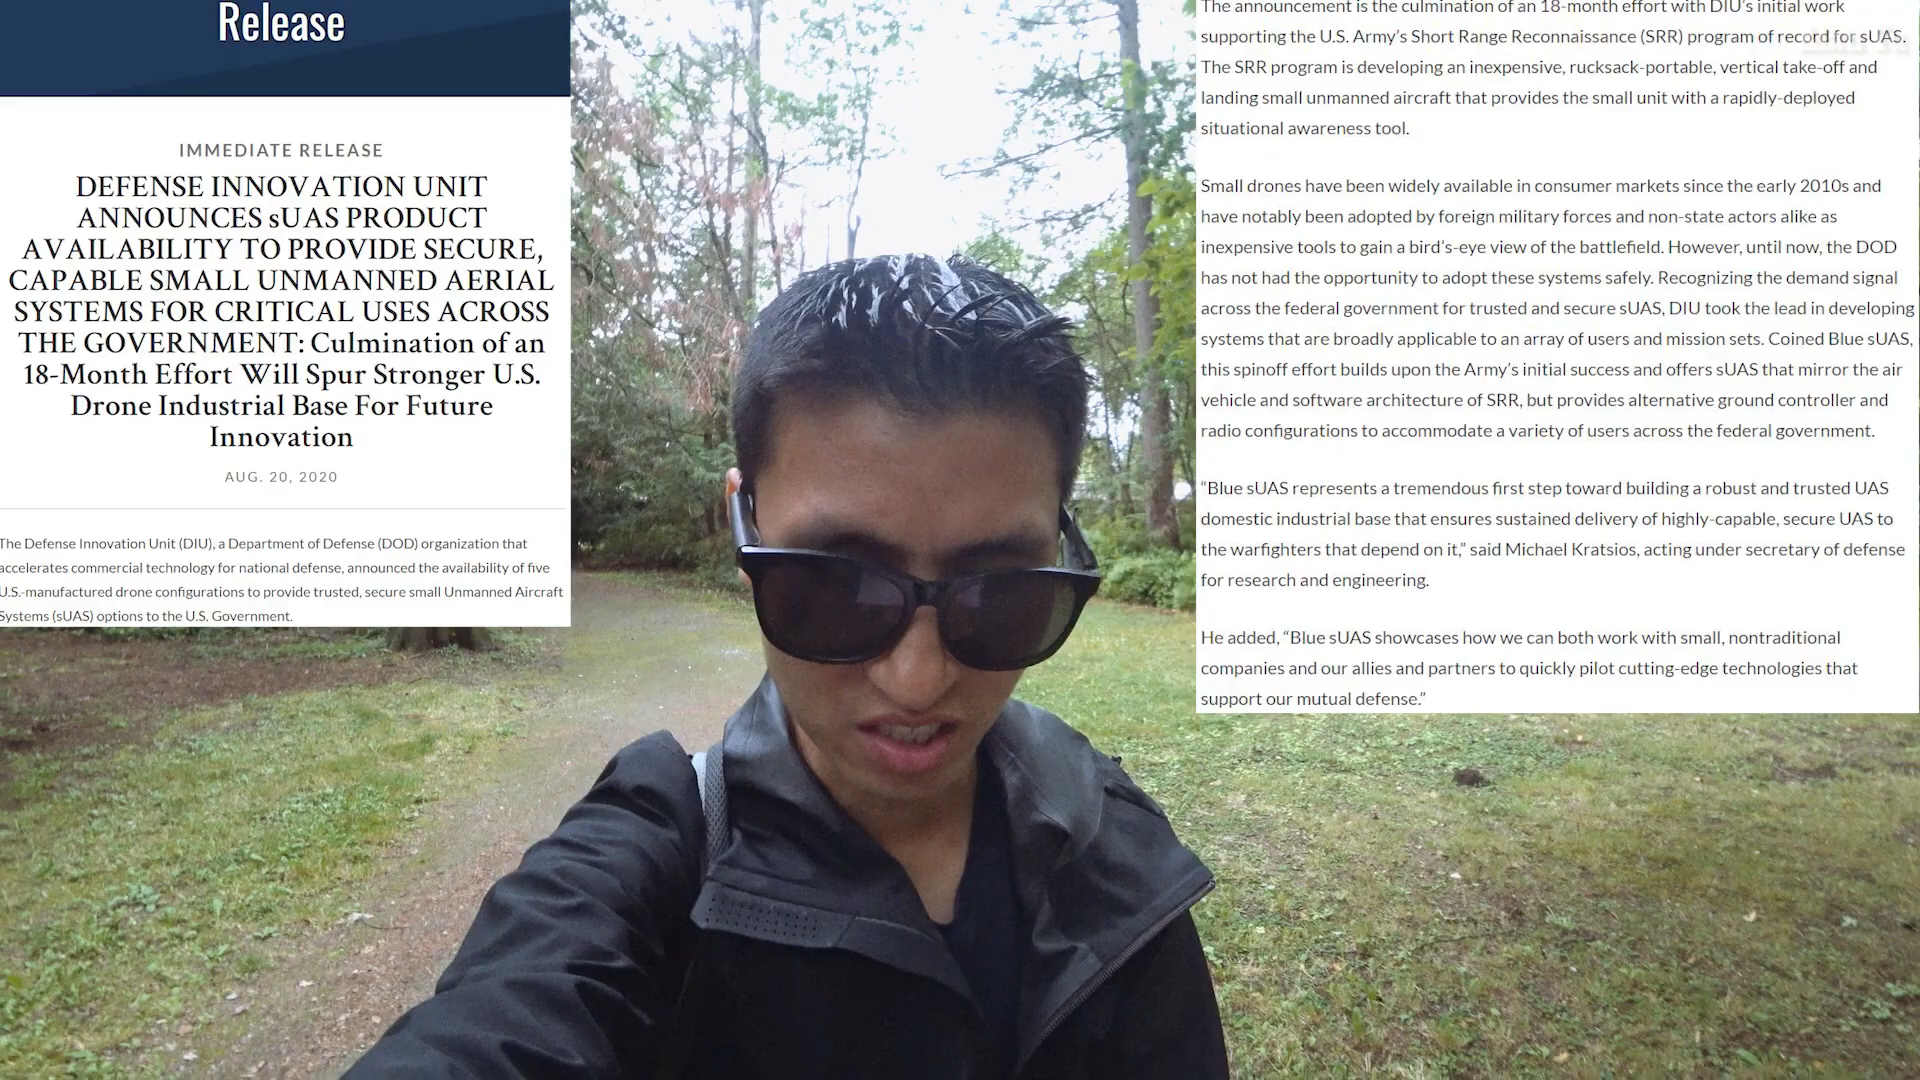 Release
IMMEDIATE RELEASE
DEFENSE INNOVATION UNIT
ANNOUNCES sUAS PRODUCT
AVAILABILITY TO PROVIDE SECURE,
CAPABLE SMALL UNMANNED AERIAL
SYSTEMS FOR CRITICAL USES ACROSS
THE GOVERNMENT: Culmination of an
18-Month Effort Will Spur Stronger U.S.
Drone Industrial Base For Future
Innovation
AUG. 20, 2020
The Defense Innovation Unit (DIU), a Department of Defense (DOD) organization that
accelerates commercial technology for national defense, announced the availability of five
U.S.-manufactured drone configurations to provide trusted, secure small Unmanned Aircraft
Systems (sUAS) options to the U.S. Government.
The announcement is the culmination of an 18-month effort with DIU's initial work
supporting the U.S. Army's Short Range Reconnaissance (SRR) program of record for sUAS.
The SRR program is developing an inexpensive, rucksack-portable, vertical take-off and
landing small unmanned aircraft that provides the small unit with a rapidly-deployed
situational awareness tool.
Small drones have been widely available in consumer markets since the early 2010s and
have notably been adopted by foreign military forces and non-state actors alike as
inexpensive tools to gain a bird's-eye view of the battlefield. However, until now, the DOD
has not had the opportunity to adopt these systems safely. Recognizing the demand signal
across the federal government for trusted and secure sUAS, DIU took the lead in developing
systems that are broadly applicable to an array of users and mission sets. Coined Blue sUAS,
this spinoff effort builds upon the Army's initial success and offers sUAS that mirror the air
vehicle and software architecture of SRR, but provides alternative ground controller and
radio configurations to accommodate a variety of users across the federal government.
“Blue sUAS represents a tremendous first step toward building a robust and trusted UAS
domestic industrial base that ensures sustained delivery of highly-capable, secure UAS to
the warfighters that depend on it,” said Michael Kratsios, acting under secretary of defense
for research and engineering.
He added, “Blue sUAS showcases how we can both work with small, nontraditional
companies and our allies and partners to quickly pilot cutting-edge technologies that
support our mutual defense.”